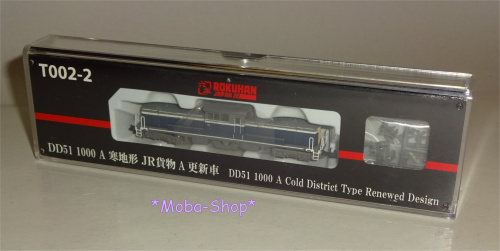 T002-2
ROKUHAN
DD51 1000 A 寒地形 JR貨物 A 更新車 DD51 1000 A Cold District Type Renewed Design
*Moba-Shop*